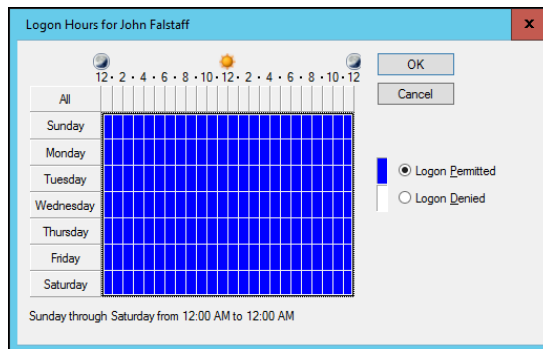 Logon Hours for John Falstaff
x
12 · 2 · 4 · 6 · 8 · 10 · 12 · 2 · 4 · 6 · 8 · 10 · 12
All
Sunday
Monday
Tuesday
Wednesday
Thursday
Friday
Saturday
Sunday through Saturday from 12:00 AM to 12:00 AM
OK
Cancel
Logon Permitted
Logon Denied